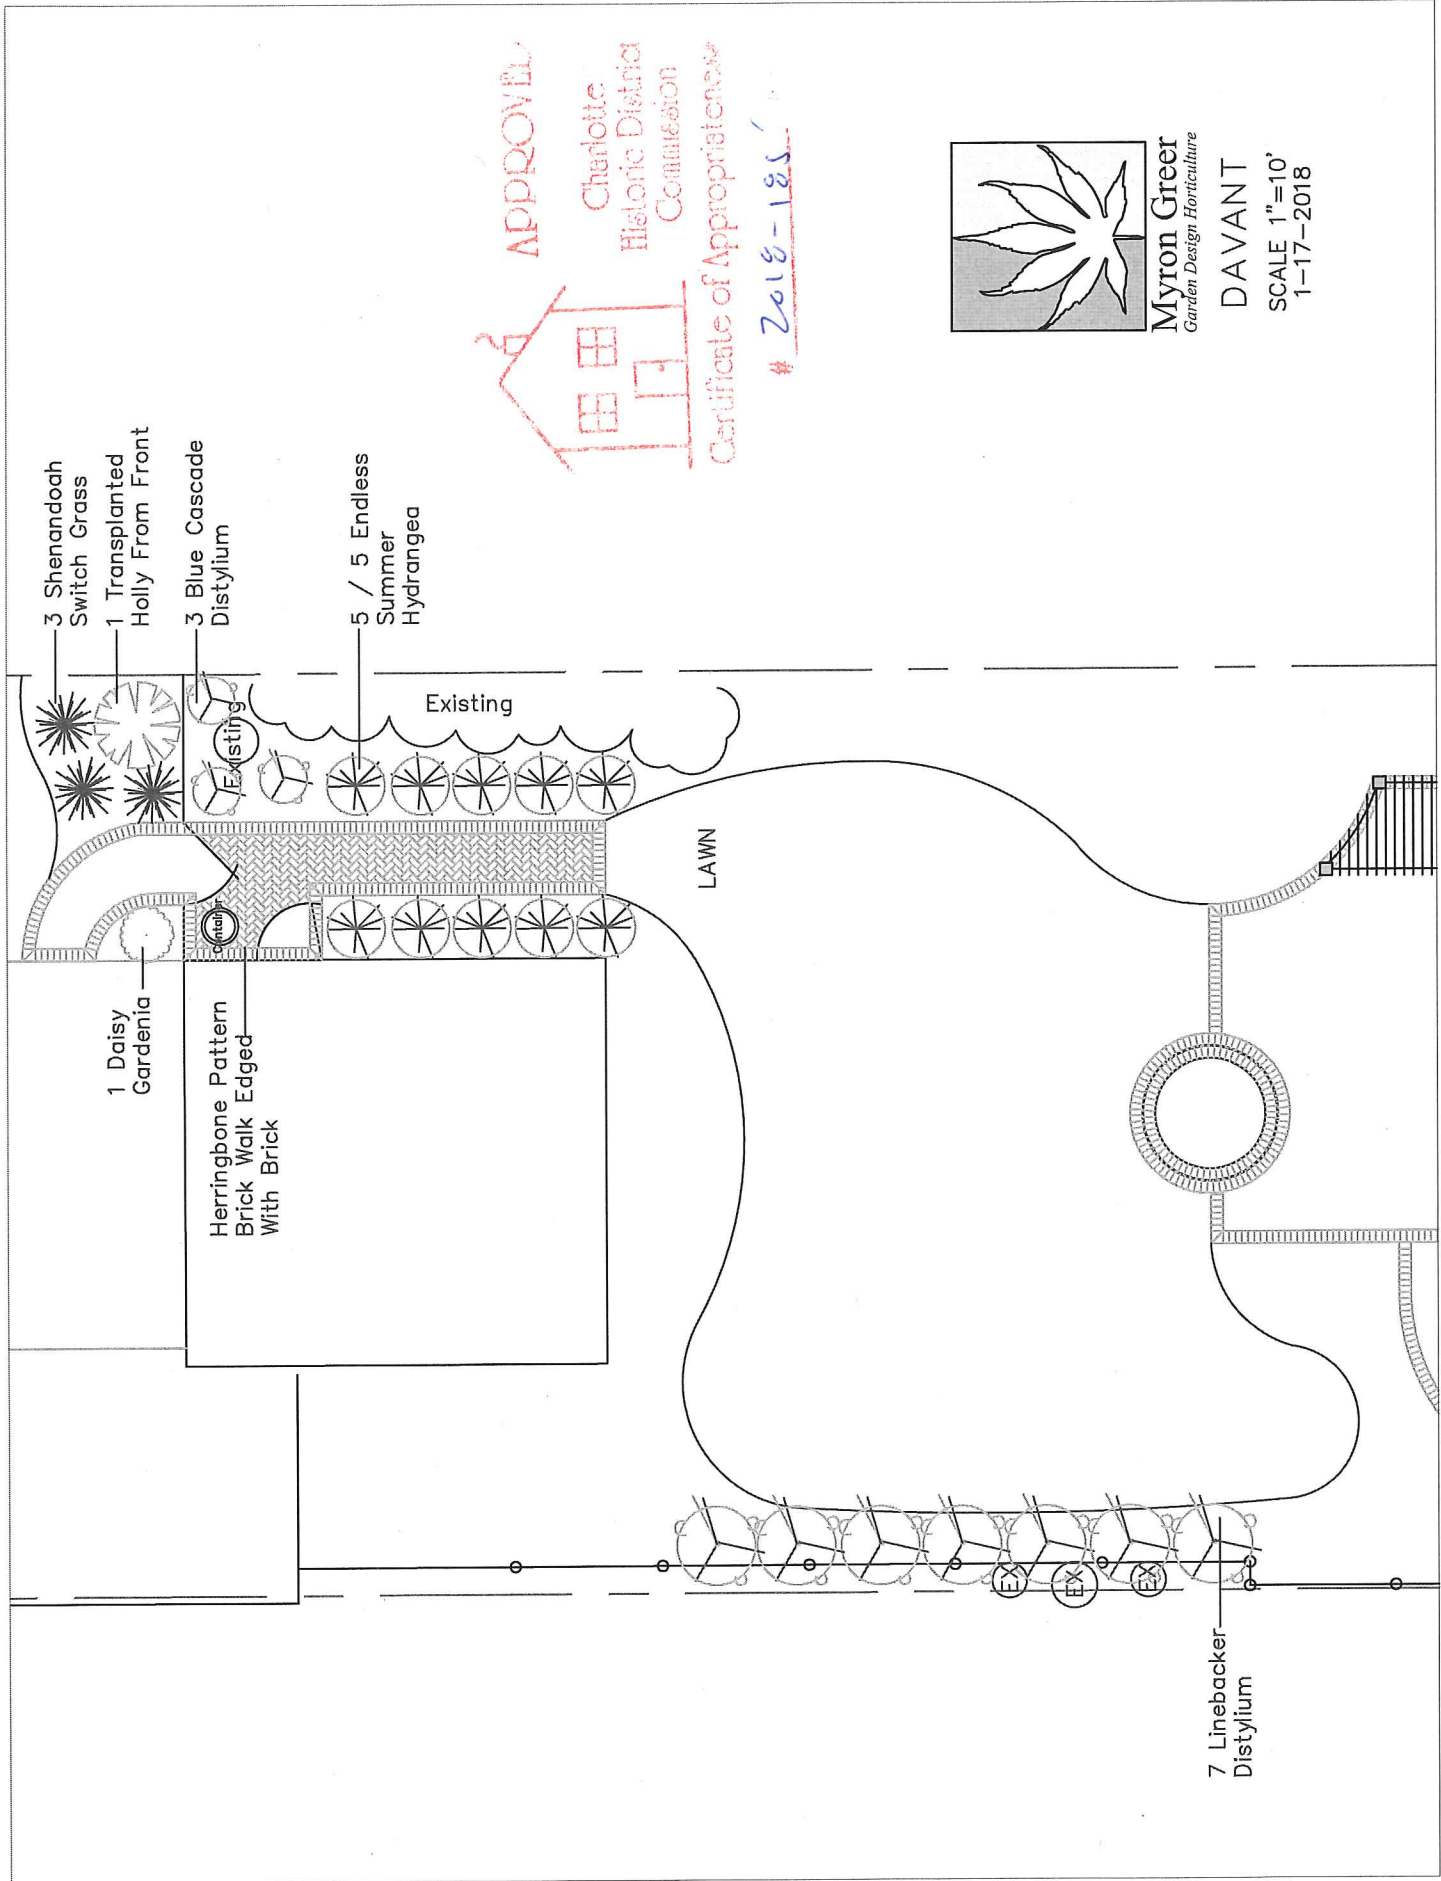 3 Shenandoah
Switch Grass
1 Transplanted
Holly From Front
3 Blue Cascade
Distylium
5 / 5 Endless
Summer
Hydrangea
Existing
Existing
Container
LAWN
1 Daisy
Gardenia
Herringbone Pattern
Brick Walk Edged
With Brick
EX
EX
EX
7 Linebacker
Distylium
APPROVED
Charlotte
Historic District
Commission
Certificate of Appropriateness
# 2018-185
Myron Greer
Garden Design Horticulture
DAVANT
SCALE 1"=10'
1-17-2018